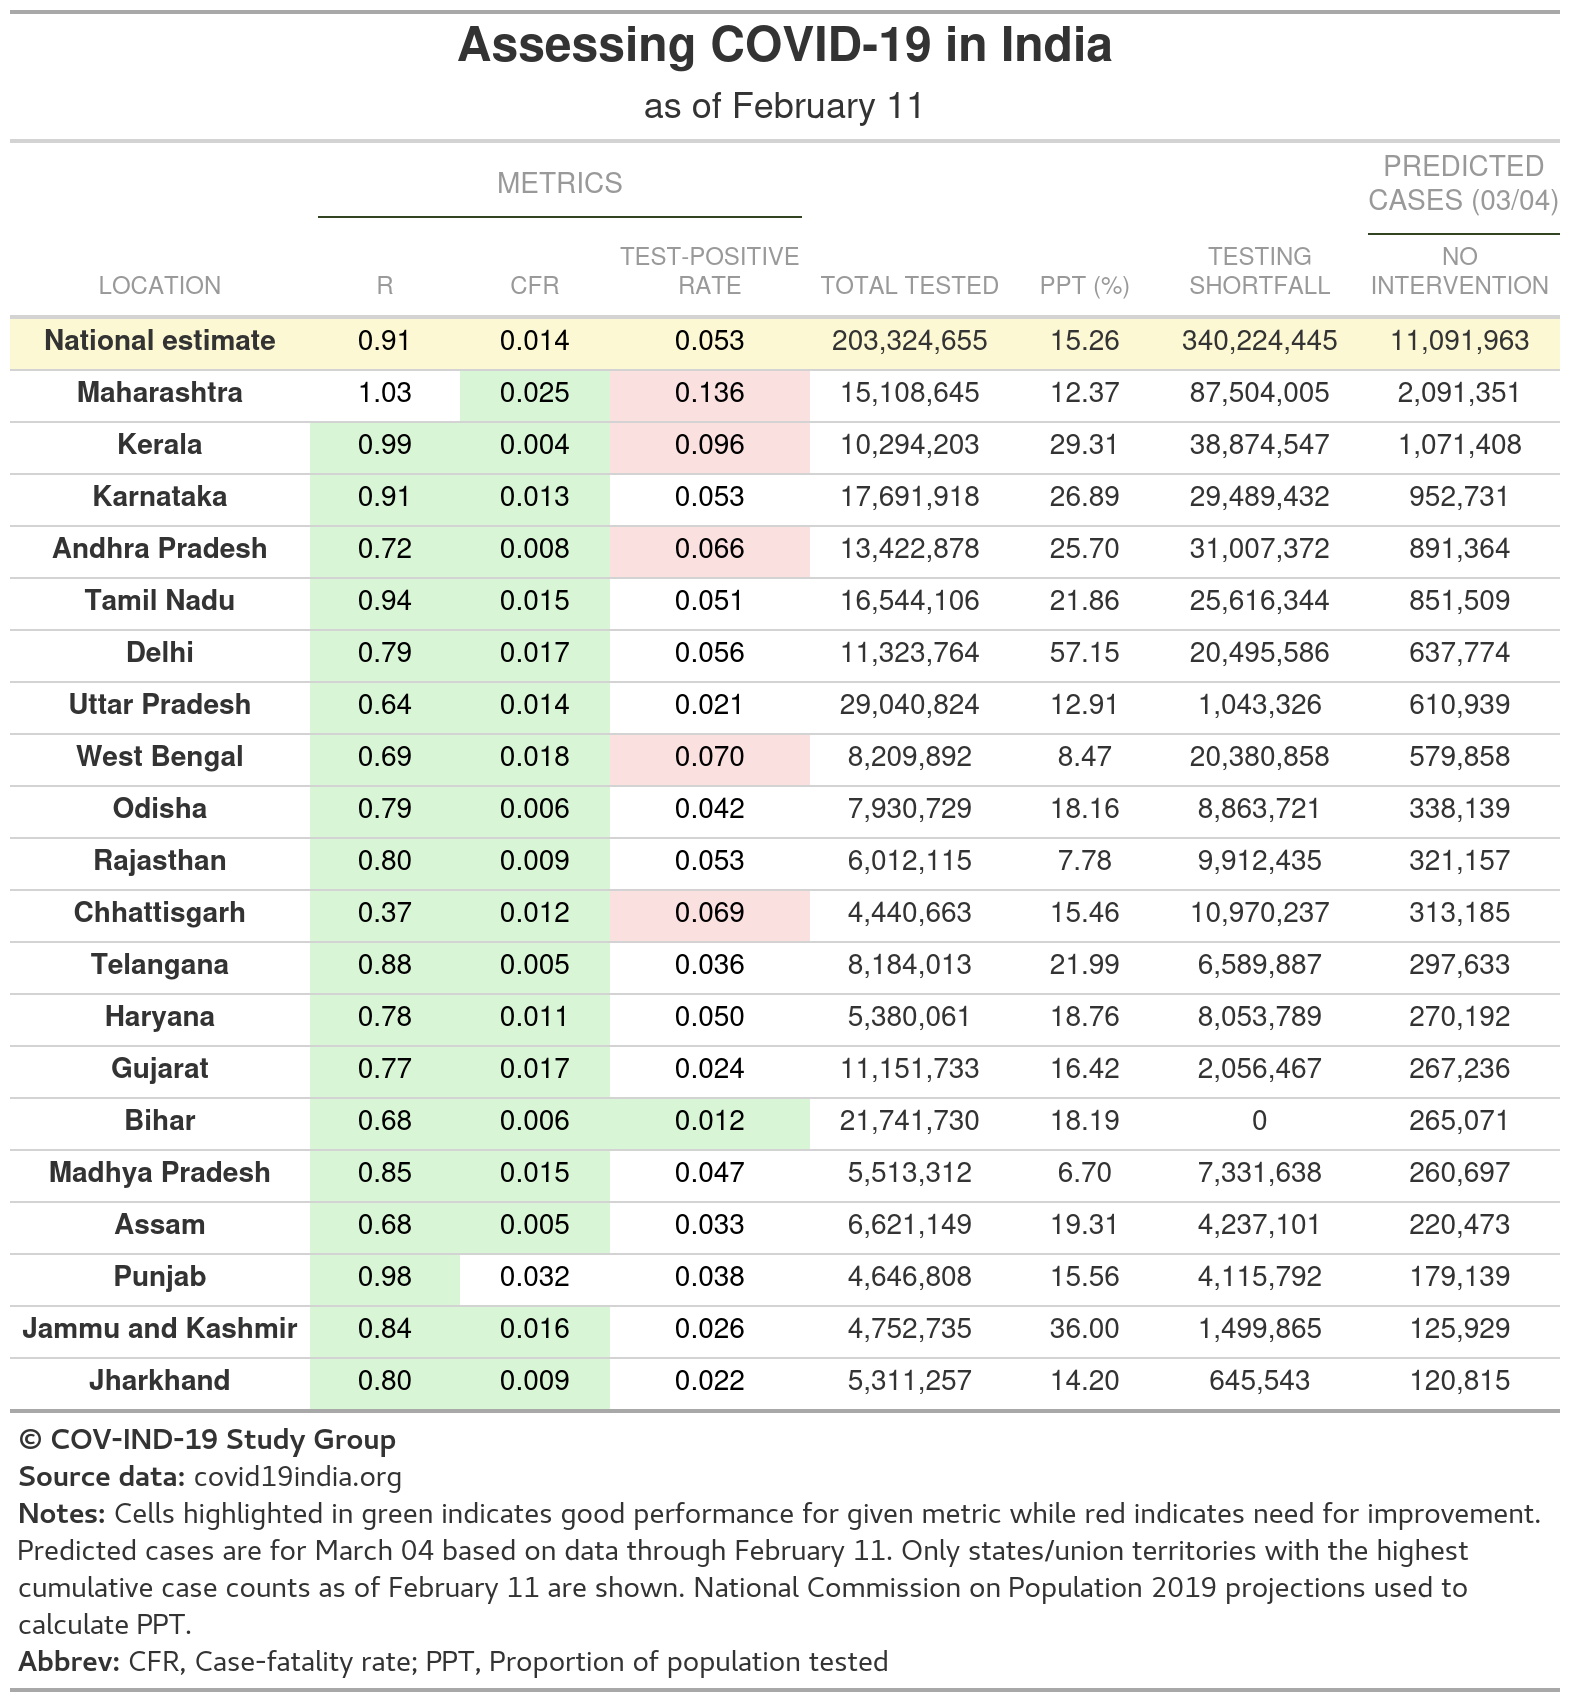 Assessing COVID-19 in India
as of February 11
METRICS
PREDICTED
CASES (03/04)
LOCATION R CFR TEST-POSITIVE RATE TOTAL TESTED PPT (%) TESTING SHORTFALL NO INTERVENTION
National estimate 0.91 0.014 0.053 203,324,655 15.26 340,224,445 11,091,963
Maharashtra 1.03 0.025 0.136 15,108,645 12.37 87,504,005 2,091,351
Kerala 0.99 0.004 0.096 10,294,203 29.31 38,874,547 1,071,408
Karnataka 0.91 0.013 0.053 17,691,918 26.89 29,489,432 952,731
Andhra Pradesh 0.72 0.008 0.066 13,422,878 25.70 31,007,372 891,364
Tamil Nadu 0.94 0.015 0.051 16,544,106 21.86 25,616,344 851,509
Delhi 0.79 0.017 0.056 11,323,764 57.15 20,495,586 637,774
Uttar Pradesh 0.64 0.014 0.021 29,040,824 12.91 1,043,326 610,939
West Bengal 0.69 0.018 0.070 8,209,892 8.47 20,380,858 579,858
Odisha 0.79 0.006 0.042 7,930,729 18.16 8,863,721 338,139
Rajasthan 0.80 0.009 0.053 6,012,115 7.78 9,912,435 321,157
Chhattisgarh 0.37 0.012 0.069 4,440,663 15.46 10,970,237 313,185
Telangana 0.88 0.005 0.036 8,184,013 21.99 6,589,887 297,633
Haryana 0.78 0.011 0.050 5,380,061 18.76 8,053,789 270,192
Gujarat 0.77 0.017 0.024 11,151,733 16.42 2,056,467 267,236
Bihar 0.68 0.006 0.012 21,741,730 18.19 0 265,071
Madhya Pradesh 0.85 0.015 0.047 5,513,312 6.70 7,331,638 260,697
Assam 0.68 0.005 0.033 6,621,149 19.31 4,237,101 220,473
Punjab 0.98 0.032 0.038 4,646,808 15.56 4,115,792 179,139
Jammu and Kashmir 0.84 0.016 0.026 4,752,735 36.00 1,499,865 125,929
Jharkhand 0.80 0.009 0.022 5,311,257 14.20 645,543 120,815
© COV-IND-19 Study Group
Source data: covid19india.org
Notes: Cells highlighted in green indicates good performance for given metric while red indicates need for improvement.
Predicted cases are for March 04 based on data through February 11. Only states/union territories with the highest
cumulative case counts as of February 11 are shown. National Commission on Population 2019 projections used to
calculate PPT.
Abbrev: CFR, Case-fatality rate; PPT, Proportion of population tested